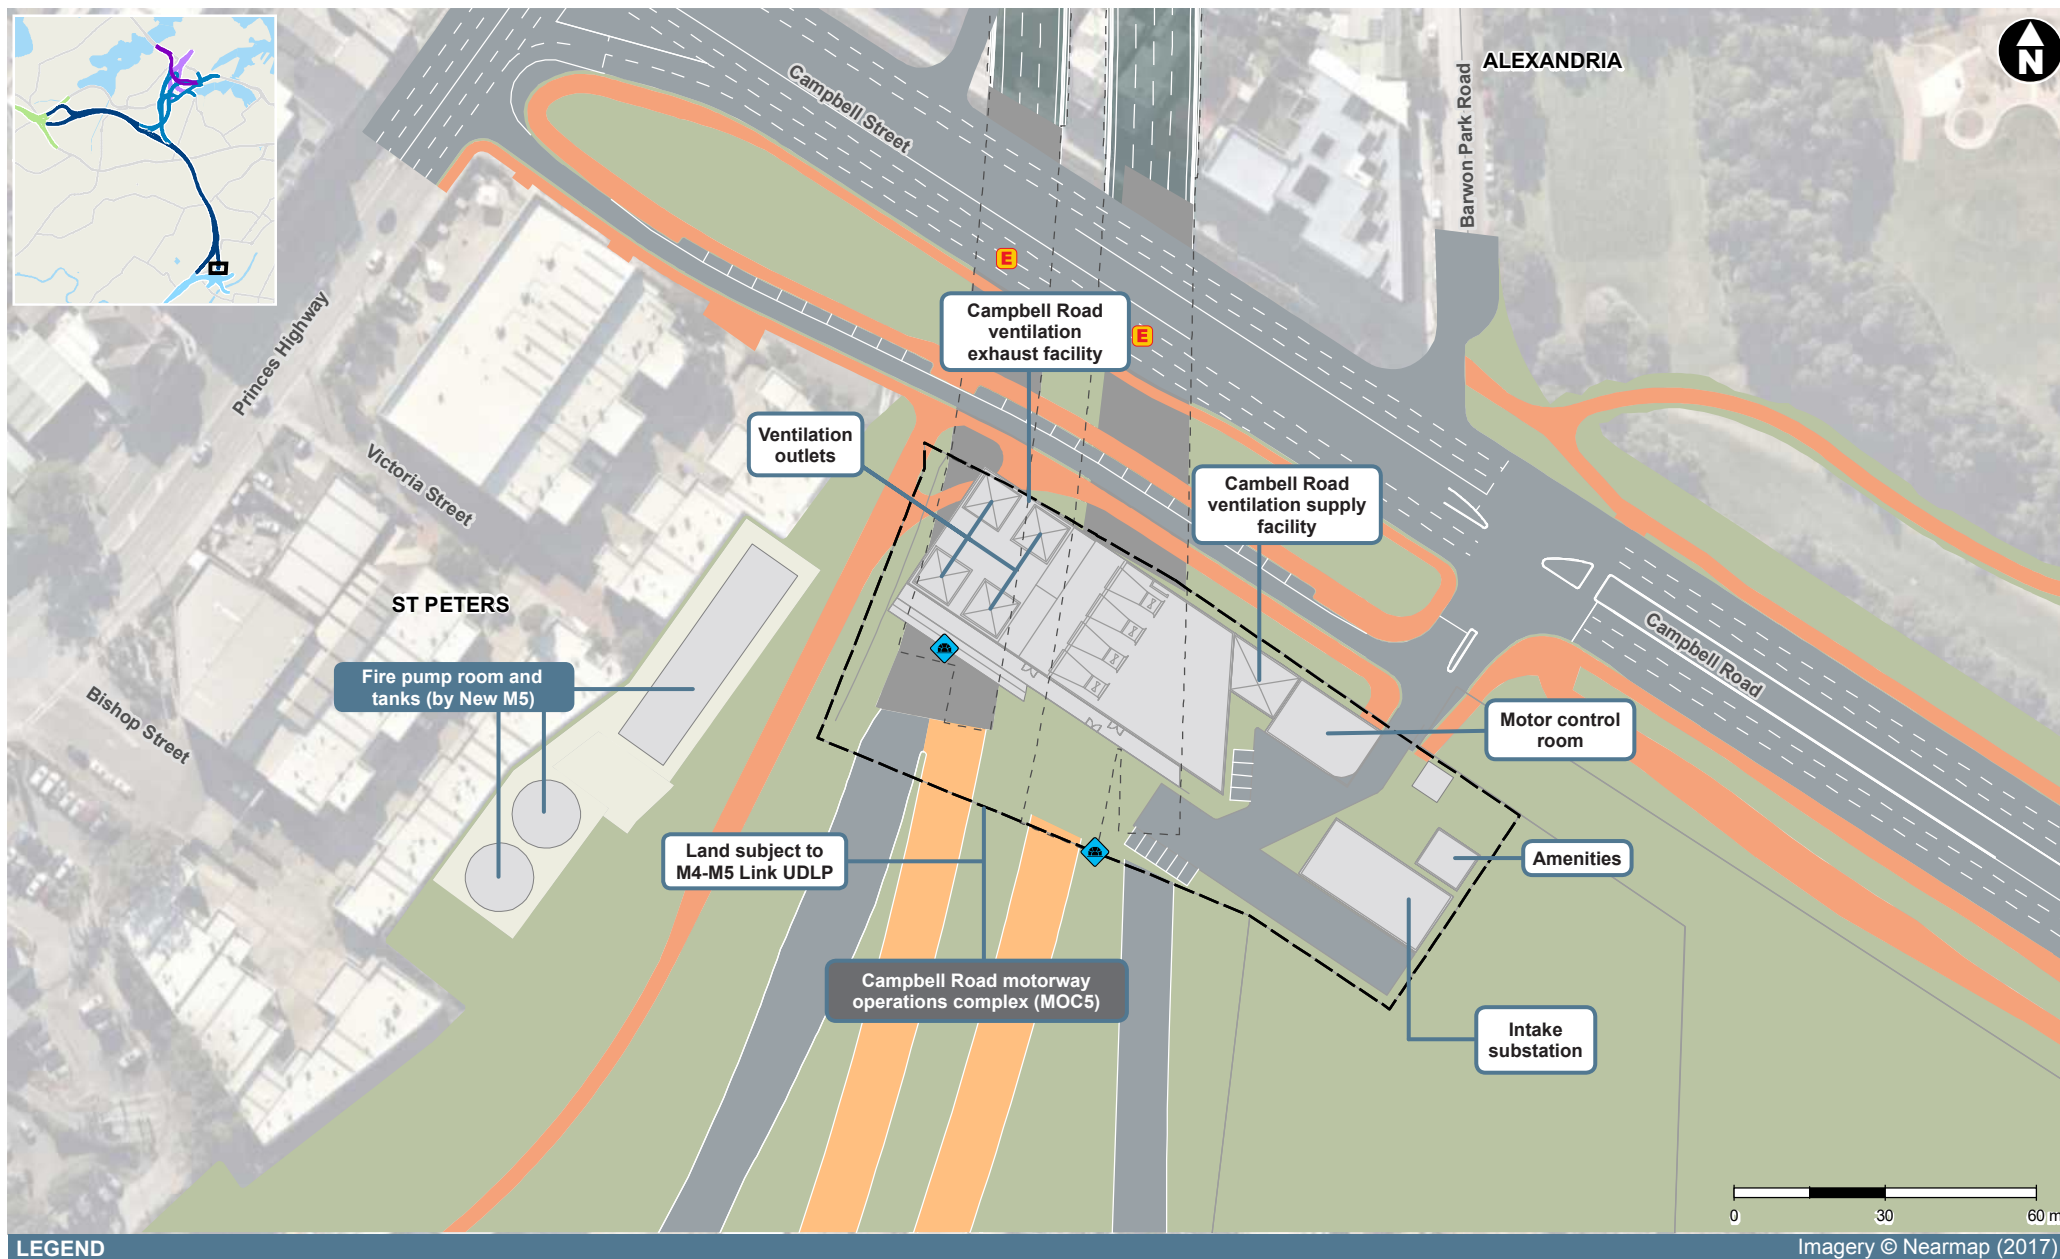 ALEXANDRIA
N
Campbell Street
Barwon Park Road
E
E
Princes Highway
Campbell Road
ventilation
exhaust facility
Ventilation
outlets
Victoria Street
Cambell Road
ventilation supply
facility
ST PETERS
Campbell Road
Fire pump room and
tanks (by New M5)
Bishop Street
Motor control
room
Land subject to
M4-M5 Link UDLP
Amenities
Campbell Road motorway
operations complex (MOC5)
Intake
substation
0 30 60 m
LEGEND
Imagery © Nearmap (2017)